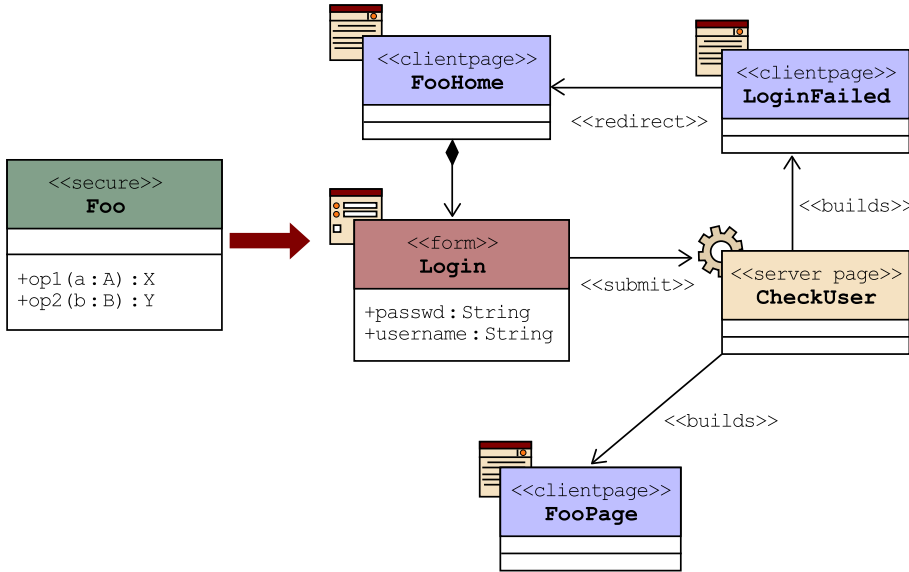 <<clientpage>>
FooHome
<<clientpage>>
LoginFailed
<<redirect>>
<<secure>>
Foo
+op1(a:A):X
+op2(b:B):Y
<<builds>>
<<form>>
Login
+passwd:String
+username:String
<<submit>>
<<server page>>
CheckUser
<<builds>>
<<clientpage>>
FooPage